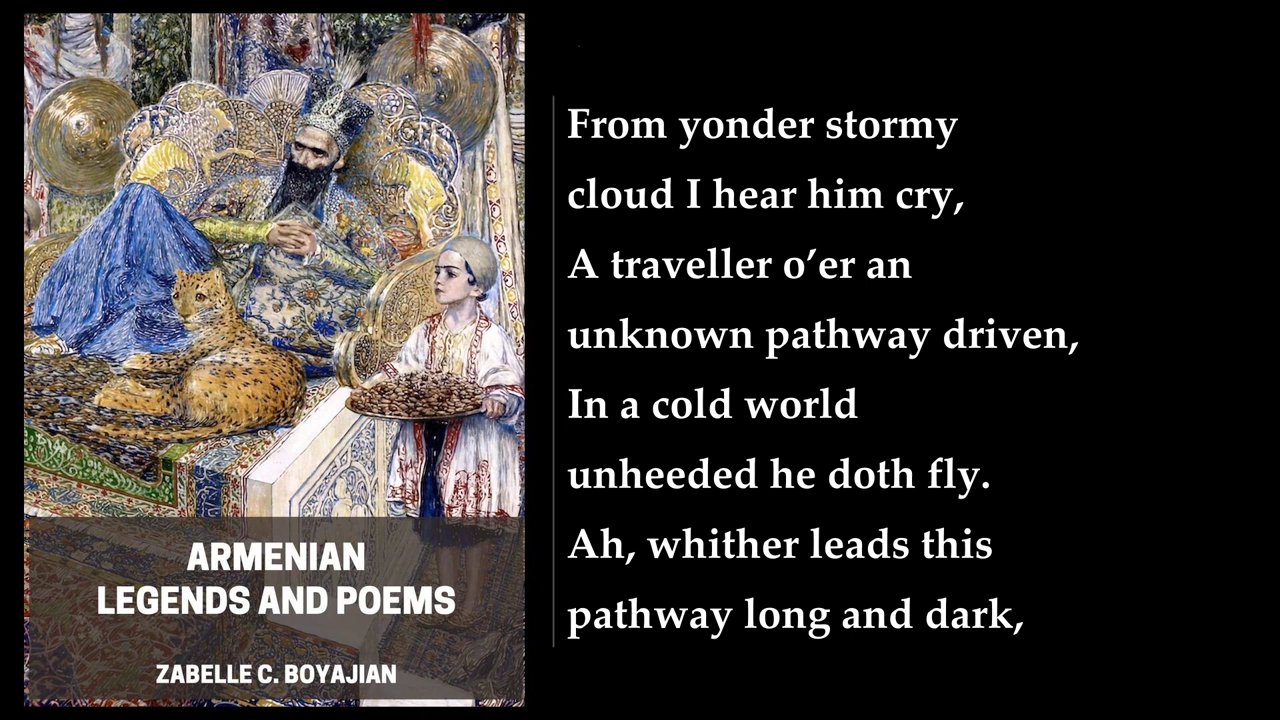 ARMENIAN
LEGENDS AND POEMS
ZABELLE C. BOYAJIAN
From yonder stormy
cloud I hear him cry,
A traveller o’er an
unknown pathway driven,
In a cold world
unheeded he doth fly.
Ah, whither leads this
pathway long and dark,